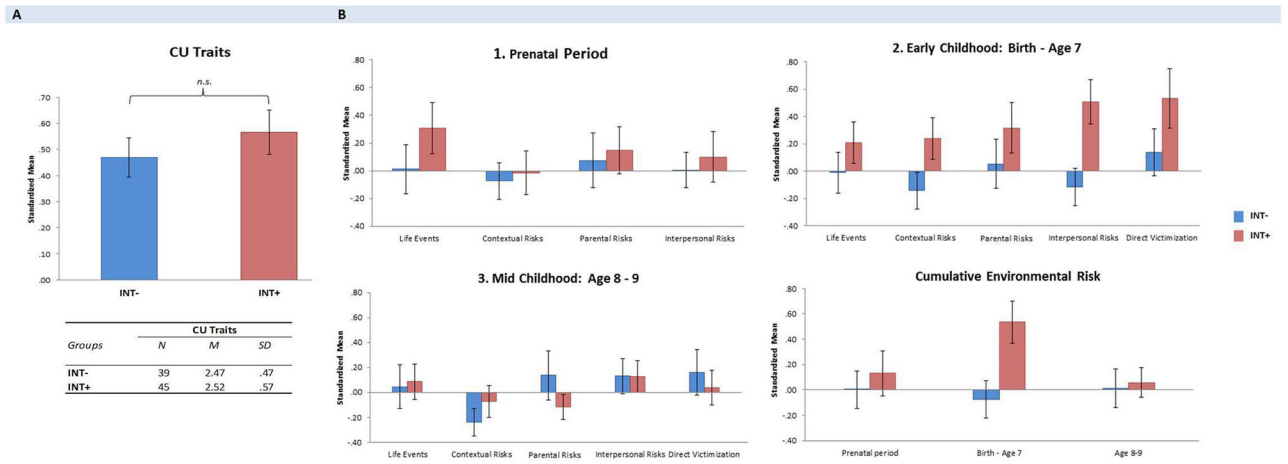 A
B
CU Traits
n.s.
Standardized Mean
.70
.60
.50
.40
.30
.20
.10
.00
INT-
INT+
CU Traits
Groups N M SD
INT- 39 2.47 .47
INT+ 45 2.52 .57
1. Prenatal Period
Standardized Mean
.80
.60
.40
.20
.00
-.20
-.40
Life Events Contextual Risks Parental Risks Interpersonal Risks
2. Early Childhood: Birth - Age 7
Standardized Mean
.80
.60
.40
.20
.00
-.20
-.40
Life Events Contextual Risks Parental Risks Interpersonal Risks Direct Victimization
INT-
INT+
3. Mid Childhood: Age 8 - 9
Standardized Mean
.80
.60
.40
.20
.00
-.20
-.40
Life Events Contextual Risks Parental Risks Interpersonal Risks Direct Victimization
Cumulative Environmental Risk
Standardized Mean
.80
.60
.40
.20
.00
-.20
-.40
Prenatal period Birth - Age 7 Age 8-9